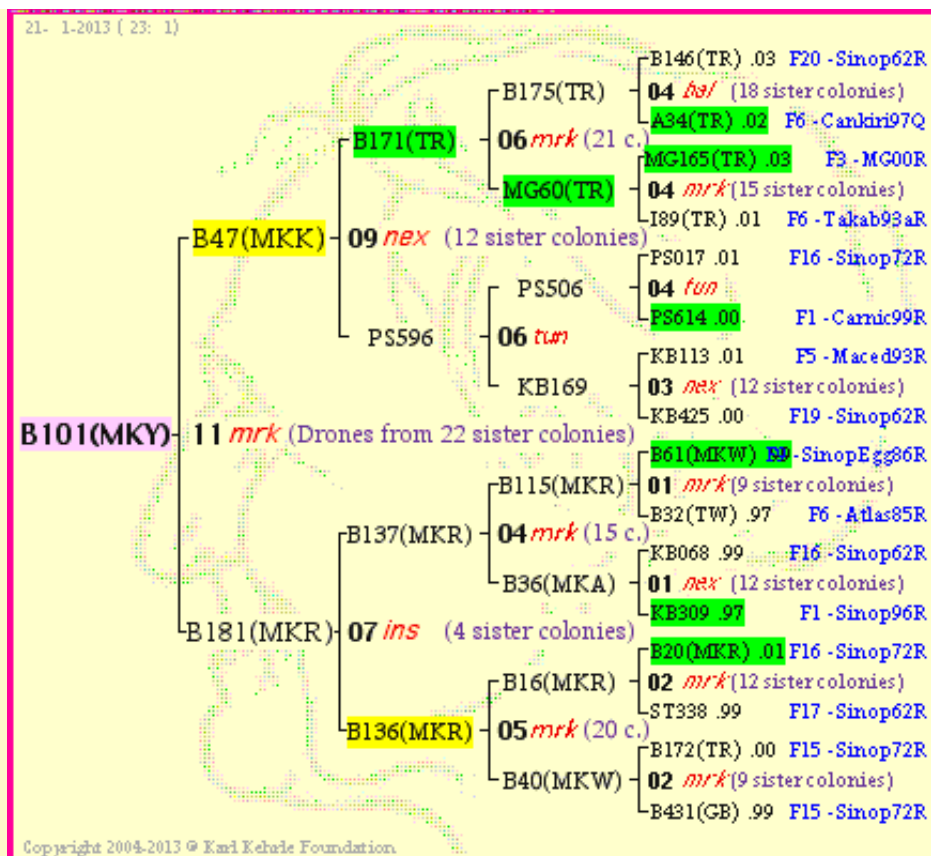 21- 1-2013 ( 23: 1)
B146(TR) .03 F20 -Sinop62R
B175(TR) 04 bal (18 sister colonies)
A34(TR) .02 F6 -Cankiri97Q
B171(TR) 06 mrk (21 c.)
MG165(TR) .03 F3 -MG00R
MG60(TR) 04 mrk (15 sister colonies)
I89(TR) .01 F6 -Takab93aR
B47(MKK) 09 nex (12 sister colonies)
PS017 .01 F16 -Sinop72R
PS506 04 tun
PS614 .00 F1 -Carnic99R
PS596 06 tun
KB113 .01 F5 -Maced93R
KB169 03 nex (12 sister colonies)
KB425 .00 F19 -Sinop62R
B101(MKY) 11 mrk (Drones from 22 sister colonies)
B61(MKW) -SinopEgg86R
B115(MKR) 01 mrk (9 sister colonies)
B32(TW) .97 F6 -Atlas85R
B137(MKR) 04 mrk (15 c.)
KB068 .99 F16 -Sinop62R
B36(MKA) 01 nex (12 sister colonies)
KB309 .97 F1 -Sinop96R
B181(MKR) 07 ins (4 sister colonies)
B20(MKR) .01 F16 -Sinop72R
B16(MKR) 02 mrk (12 sister colonies)
ST338 .99 F17 -Sinop62R
B136(MKR) 05 mrk (20 c.)
B172(TR) .00 F15 -Sinop72R
B40(MKW) 02 mrk (9 sister colonies)
B431(GB) .99 F15 -Sinop72R
Copyright 2004-2013 @ Karl Kehrle Foundation